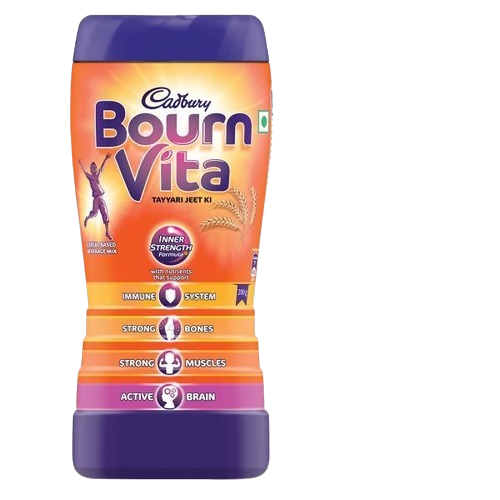 Cadbury
Bourn
Vita
TAYYARI JEET KI
INNER
STRENGTH
Formula
with nutrients
that support
IMMUNE SYSTEM
STRONG BONES
STRONG MUSCLES
ACTIVE BRAIN